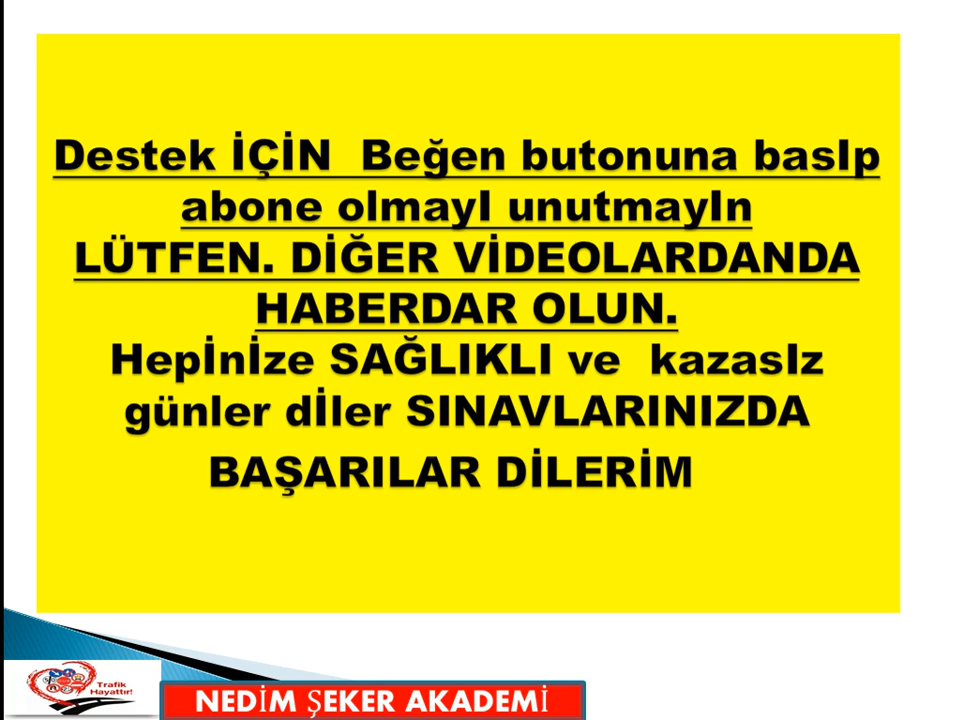 Destek İÇİN  Beğen butonuna basIp
abone olmayI unutmayIn
LÜTFEN. DİĞER VİDEOLARDANDA
HABERDAR OLUN.
Hepİnİze SAĞLIKLI ve  kazasIz
günler dİler SINAVLARINIZDA
BAŞARILAR DİLERİM
Trafik
Hayattır!
NEDİM ŞEKER AKADEMİ